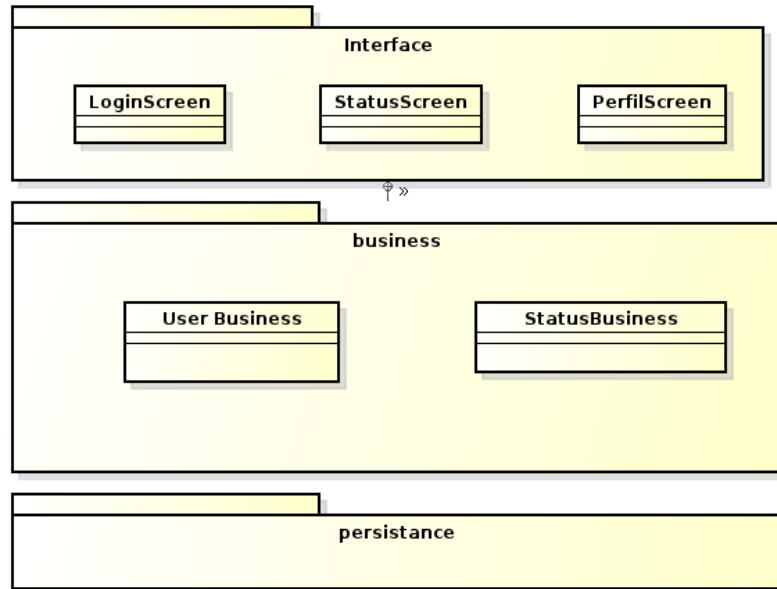 Interface
LoginScreen StatusScreen PerfilScreen
»
business
User Business StatusBusiness
persistance